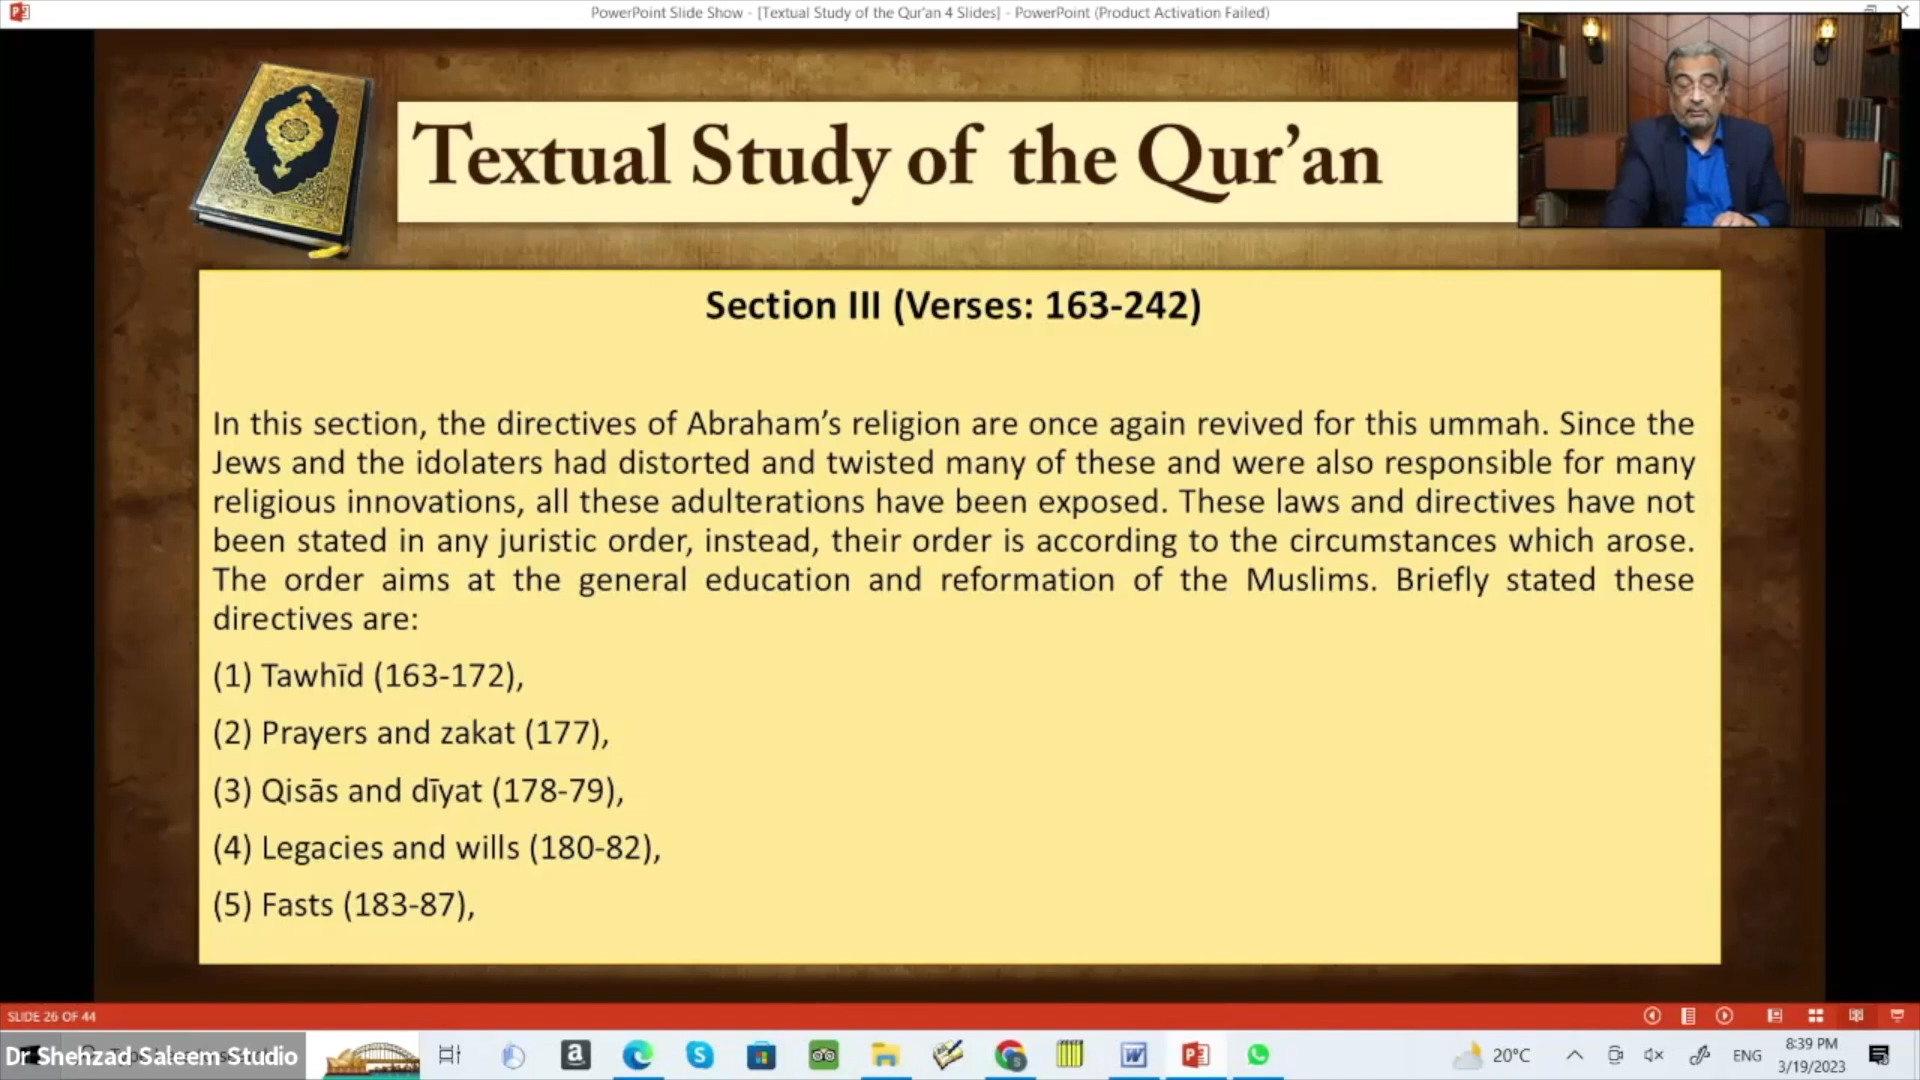 PowerPoint Slide Show - [Textual Study of the Qur'an 4 Slides] - PowerPoint (Product Activation Failed)
Textual Study of the Qur’an
Section III (Verses: 163-242)
In this section, the directives of Abraham’s religion are once again revived for this ummah. Since the
Jews and the idolaters had distorted and twisted many of these and were also responsible for many
religious innovations, all these adulterations have been exposed. These laws and directives have not
been stated in any juristic order, instead, their order is according to the circumstances which arose.
The order aims at the general education and reformation of the Muslims. Briefly stated these
directives are:
(1) Tawhīd (163-172),
(2) Prayers and zakat (177),
(3) Qisās and dīyat (178-79),
(4) Legacies and wills (180-82),
(5) Fasts (183-87),
SLIDE 26 OF 44
Dr Shehzad Saleem Studio
20°C
ENG
8:39 PM
3/19/2023